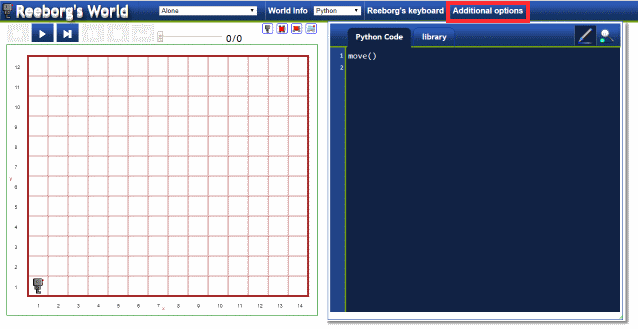 Reeborg's World Alone World Info Python Reeborg's keyboard Additional options
0/0
Python Code library
1 move()
2
12
11
10
9
8
7
Y
6
5
4
3
2
1
1 2 3 4 5 6 7 8 9 10 11 12 13 14
X